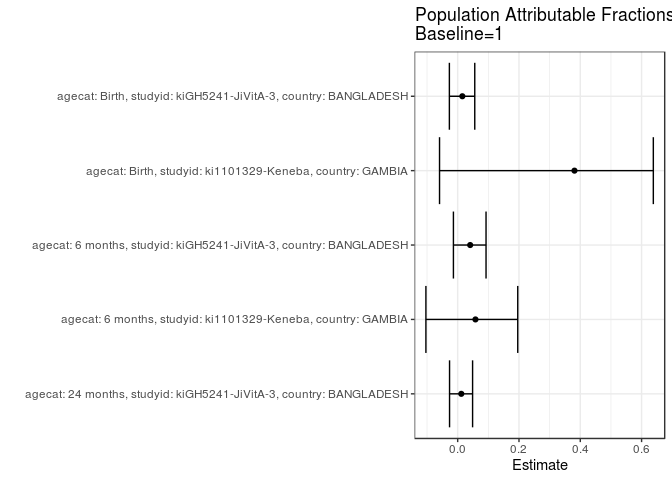 Population Attributable Fractions
Baseline=1
agecat: Birth, studyid: kiGH5241-JiVitA-3, country: BANGLADESH
agecat: Birth, studyid: ki1101329-Keneba, country: GAMBIA
agecat: 6 months, studyid: kiGH5241-JiVitA-3, country: BANGLADESH
agecat: 6 months, studyid: ki1101329-Keneba, country: GAMBIA
agecat: 24 months, studyid: kiGH5241-JiVitA-3, country: BANGLADESH
0.0 0.2 0.4 0.6
Estimate